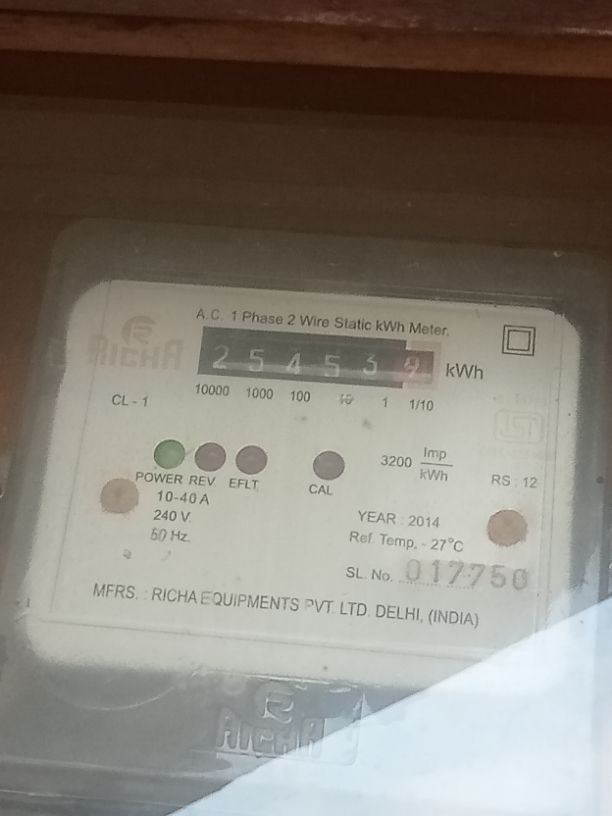 A.C. 1 Phase 2 Wire Static kWh Meter.
RICHA
2 5 4 5 3 9 kWh
10000 1000 100 10 1 1/10
CL - 1
3200 Imp/kWh
ISI
POWER REV EFLT CAL RS : 12
10-40 A
240 V
50 Hz.
YEAR : 2014
Ref. Temp. - 27°C
SL. No. 017750
MFRS. : RICHA EQUIPMENTS PVT. LTD. DELHI, (INDIA)
RICHA